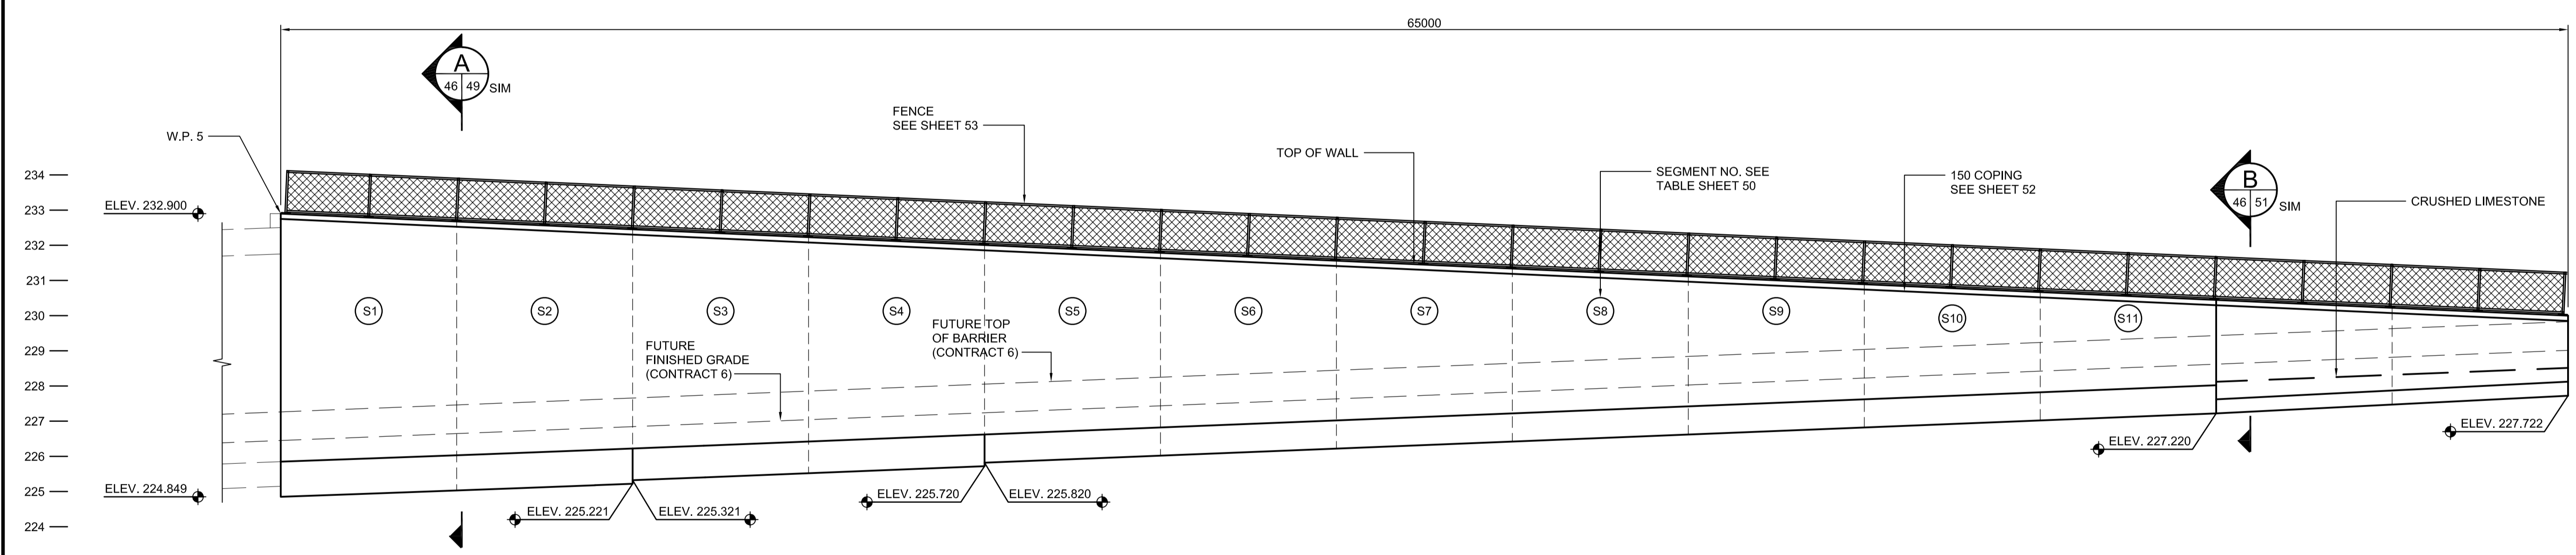 65000
A
46 49 SIM
W.P. 5
FENCE
SEE SHEET 53
TOP OF WALL
SEGMENT NO. SEE
TABLE SHEET 50
150 COPING
SEE SHEET 52
B
46 51 SIM
CRUSHED LIMESTONE
234
233
232
231
230
229
228
227
226
225
224
ELEV. 232.900
S1
S2
S3
S4
S5
S6
S7
S8
S9
S10
S11
FUTURE TOP
OF BARRIER
(CONTRACT 6)
FUTURE
FINISHED GRADE
(CONTRACT 6)
ELEV. 224.849
ELEV. 225.221
ELEV. 225.321
ELEV. 225.720
ELEV. 225.820
ELEV. 227.220
ELEV. 227.722